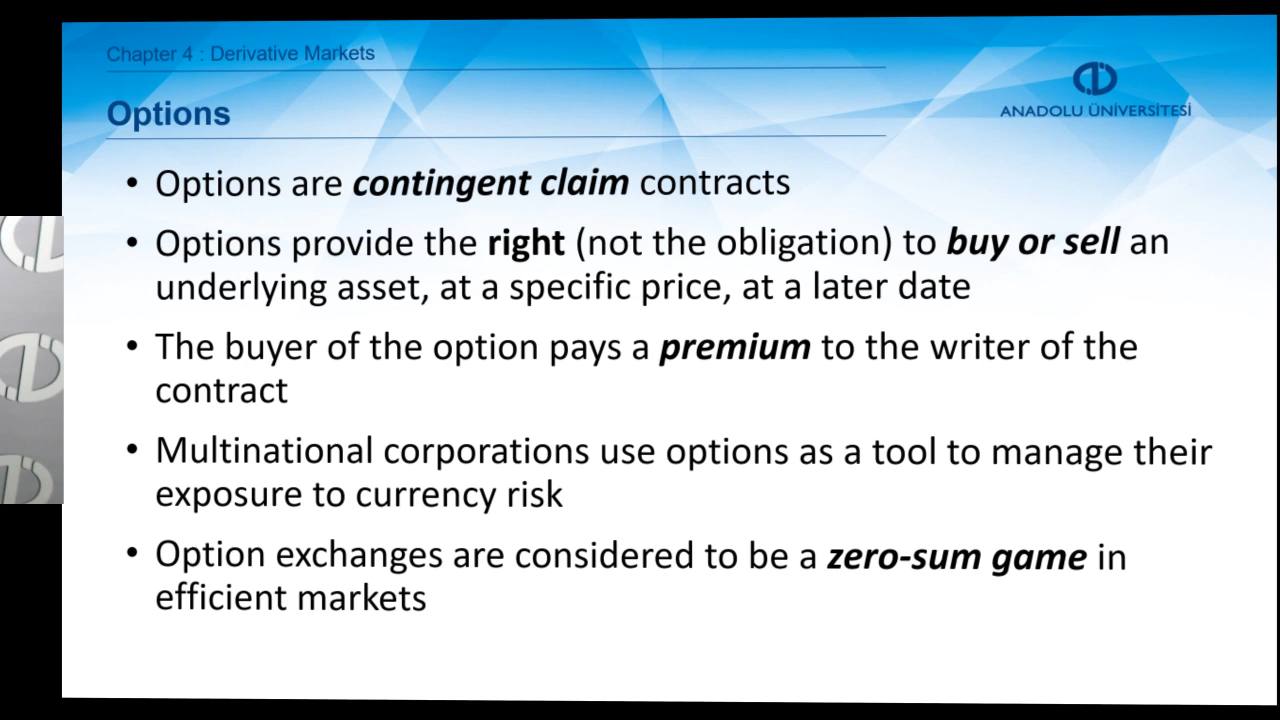 Chapter 4 : Derivative Markets
Options
ANADOLU ÜNİVERSİTESİ
• Options are contingent claim contracts
• Options provide the right (not the obligation) to buy or sell an
underlying asset, at a specific price, at a later date
• The buyer of the option pays a premium to the writer of the
contract
• Multinational corporations use options as a tool to manage their
exposure to currency risk
• Option exchanges are considered to be a zero-sum game in
efficient markets